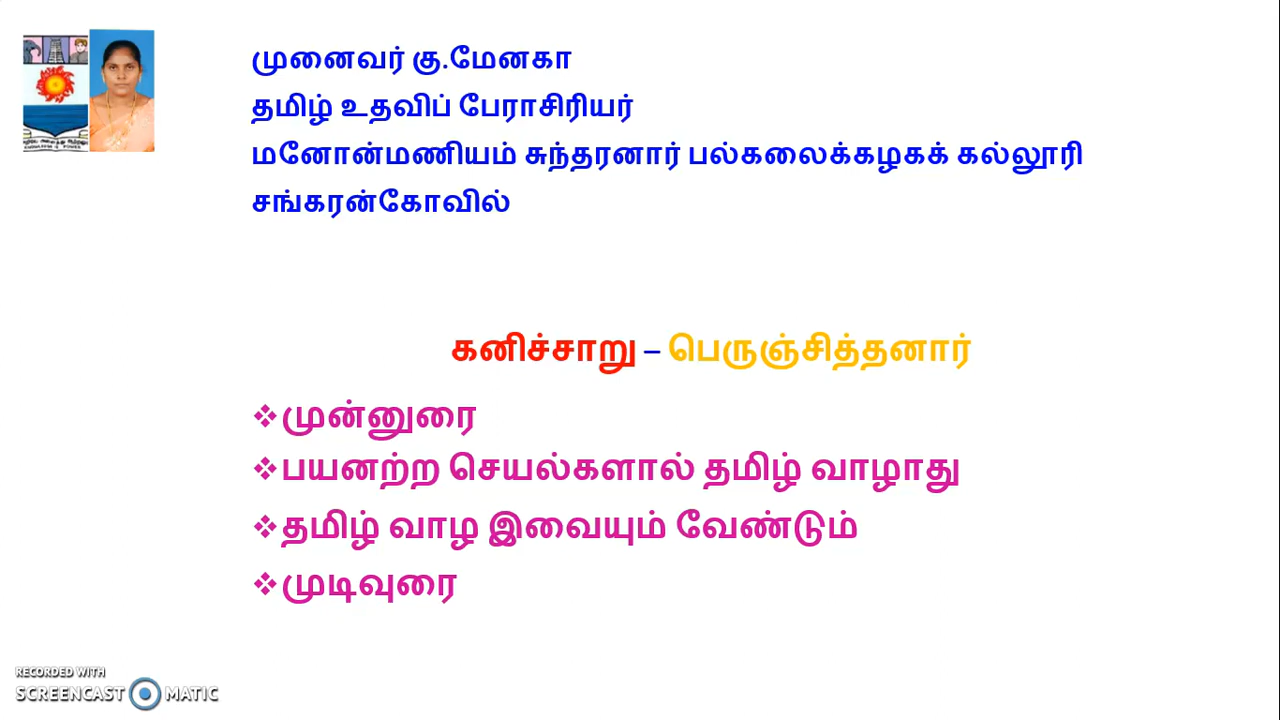 முனைவர் கு.மேனகா
தமிழ் உதவிப் பேராசிரியர்
மனோன்மணியம் சுந்தரனார் பல்கலைக்கழகக் கல்லூரி
சங்கரன்கோவில்
கனிச்சாறு – பெருஞ்சித்தனார்
❖முன்னுரை
❖பயனற்ற செயல்களால் தமிழ் வாழாது
❖தமிழ் வாழ இவையும் வேண்டும்
❖முடிவுரை
RECORDED WITH
SCREENCAST MATIC